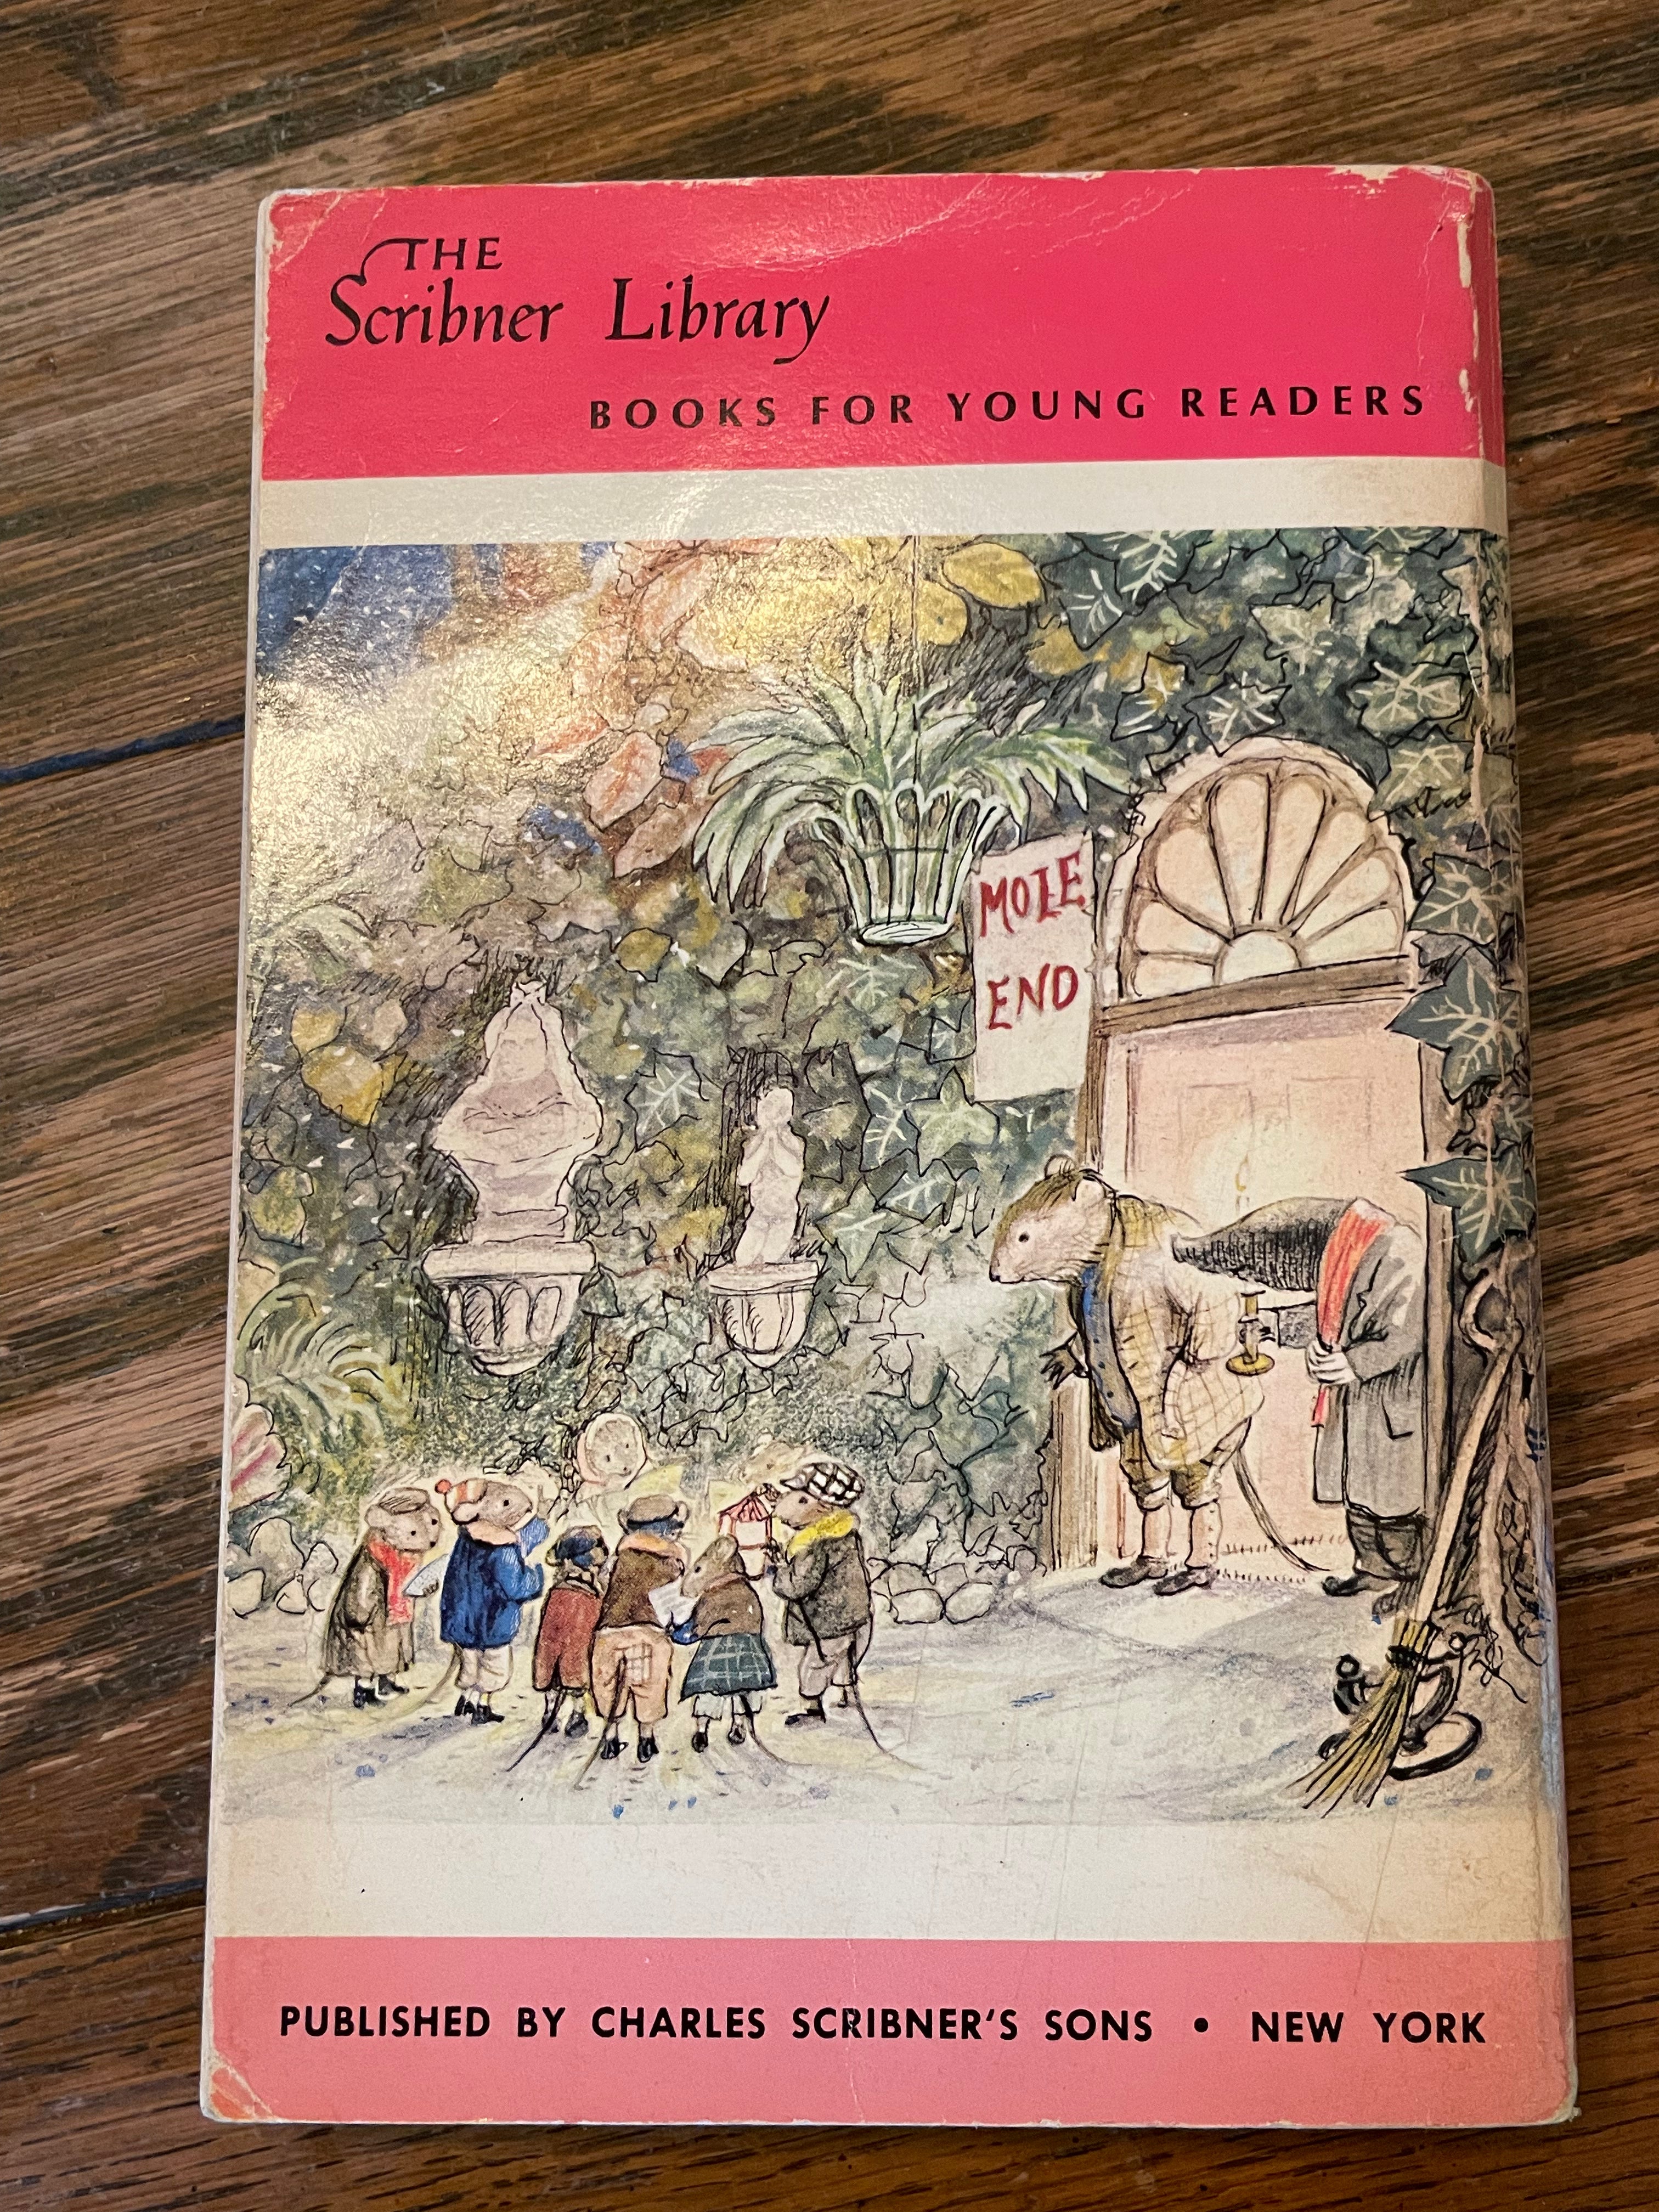 THE
Scribner Library
BOOKS FOR YOUNG READERS
MOLE
END
PUBLISHED BY CHARLES SCRIBNER'S SONS • NEW YORK